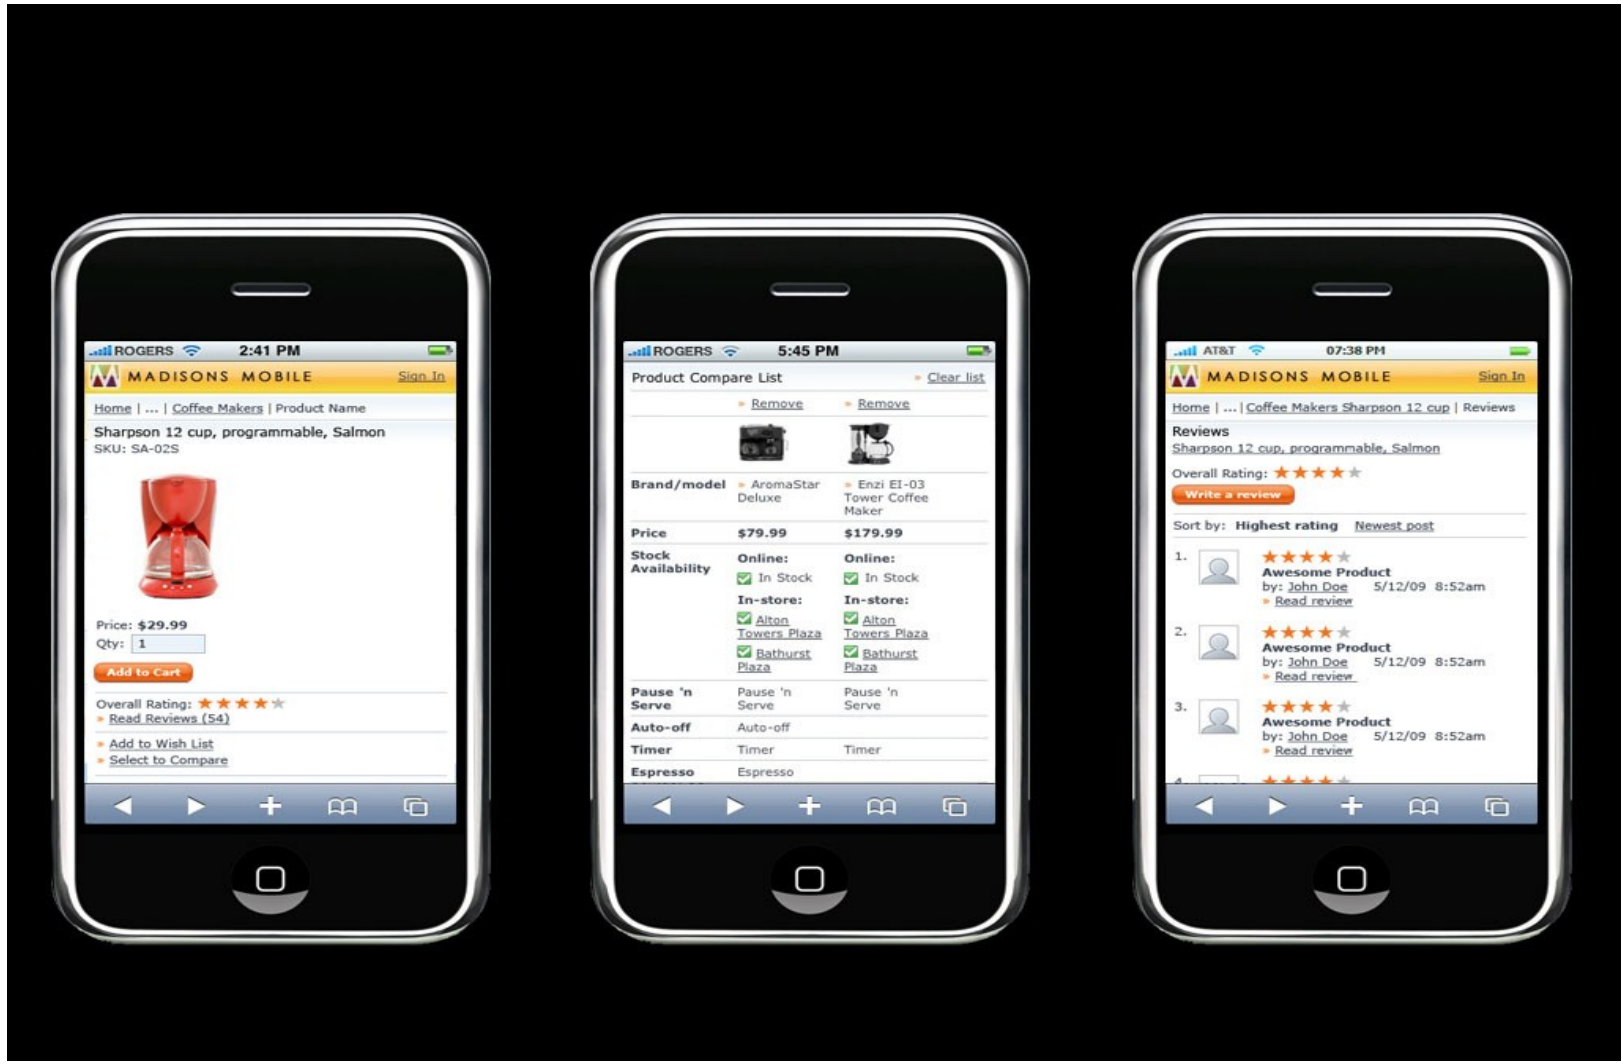 ROGERS 2:41 PM
MADISONS MOBILE Sign In
Home | ... | Coffee Makers | Product Name
Sharpson 12 cup, programmable, Salmon
SKU: SA-02S
Price: $29.99
Qty: 1
Add to Cart
Overall Rating:
» Read Reviews (54)
» Add to Wish List
» Select to Compare
ROGERS 5:45 PM
Product Compare List » Clear list
» Remove » Remove
Brand/model » AromaStar » Enzi EI-03
Deluxe Tower Coffee
Maker
Price $79.99 $179.99
Stock Online: Online:
Availability In Stock In Stock
In-store: In-store:
Alton Alton
Towers Plaza Towers Plaza
Bathurst Bathurst
Plaza Plaza
Pause 'n Pause 'n Pause 'n
Serve Serve Serve
Auto-off Auto-off
Timer Timer Timer
Espresso Espresso
AT&T 07:38 PM
MADISONS MOBILE Sign In
Home | ... | Coffee Makers Sharpson 12 cup | Reviews
Reviews
Sharpson 12 cup, programmable, Salmon
Overall Rating:
Write a review
Sort by: Highest rating Newest post
1.
Awesome Product
by: John Doe 5/12/09 8:52am
» Read review
2.
Awesome Product
by: John Doe 5/12/09 8:52am
» Read review
3.
Awesome Product
by: John Doe 5/12/09 8:52am
» Read review